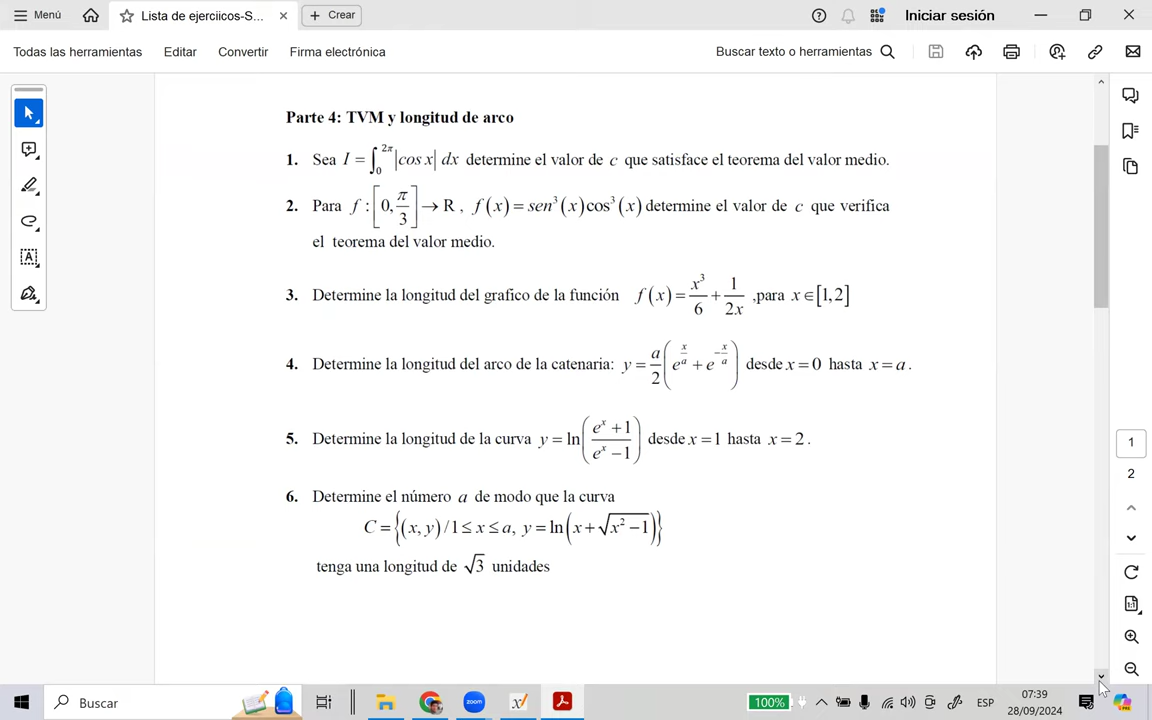 Menú
Lista de ejerciicos-S...
Crear
Iniciar sesión
Todas las herramientas Editar Convertir Firma electrónica
Buscar texto o herramientas
Parte 4: TVM y longitud de arco
1. Sea I = ∫₀^{2π} |cos x| dx determine el valor de c que satisface el teorema del valor medio.
2. Para f : [0, π/3] → R , f(x) = sen³(x)cos³(x) determine el valor de c que verifica
el teorema del valor medio.
3. Determine la longitud del grafico de la función f(x) = x³/6 + 1/2x ,para x ∈ [1,2]
4. Determine la longitud del arco de la catenaria: y = a/2 (e^{x/a} + e^{-x/a}) desde x = 0 hasta x = a.
5. Determine la longitud de la curva y = ln((eˣ + 1)/(eˣ − 1)) desde x = 1 hasta x = 2.
6. Determine el número a de modo que la curva
C = {(x, y) / 1 ≤ x ≤ a, y = ln(x + √(x² − 1))}
tenga una longitud de √3 unidades
1
2
1:1
Buscar
zoom
100%
ESP
07:39
28/09/2024